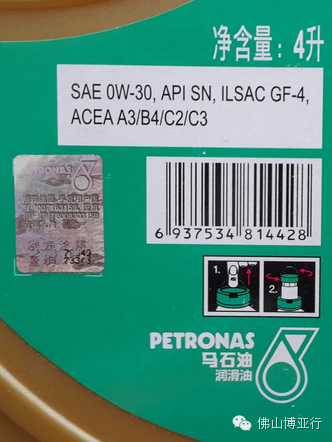 净含量: 4升
SAE 0W-30, API SN, ILSAC GF-4,
ACEA A3/B4/C2/C3
PETRONAS
6 937534 814428
1.
2.
PETRONAS
马石油
润滑油
佛山博亚行